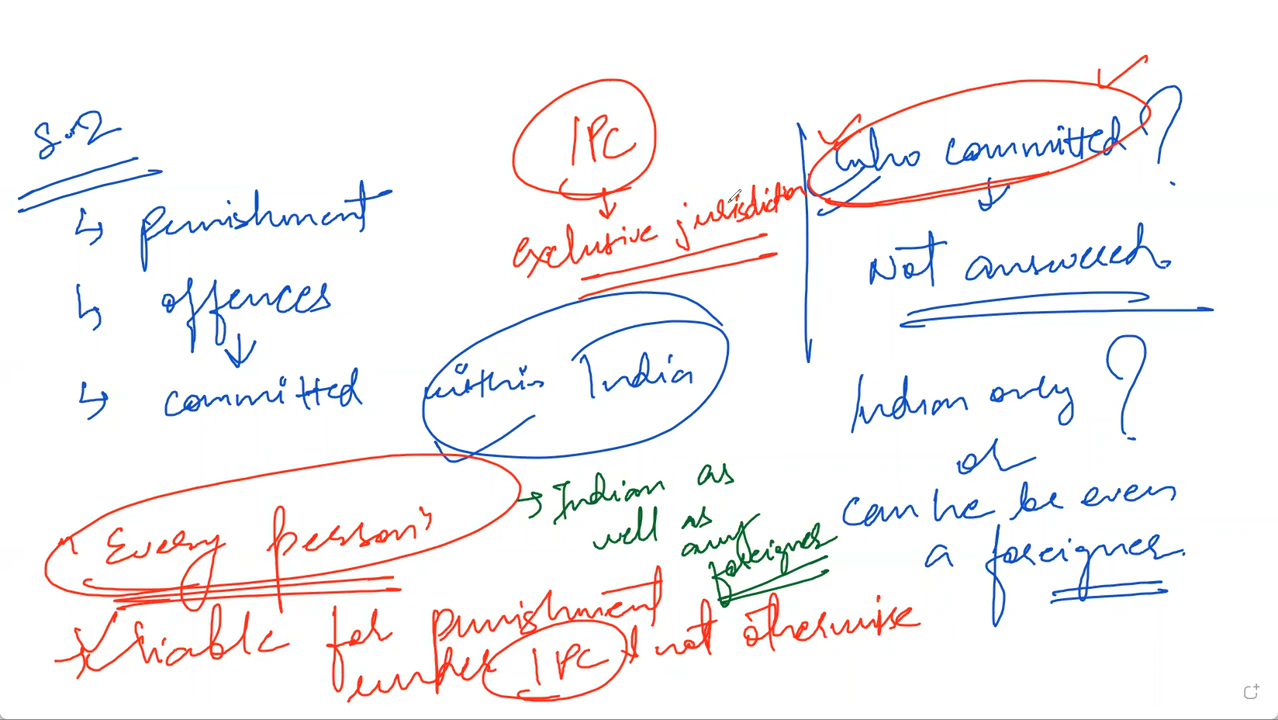 S.2
↳ punishment
↳ offences
↳ committed within India
IPC
exclusive jurisdiction
Who committed ?
Not answered.
Indian only ?
or
can he be even
a foreigner.
"Every person"
→ Indian as
well as
any
foreigner
→ liable for punishment
under IPC & not otherwise